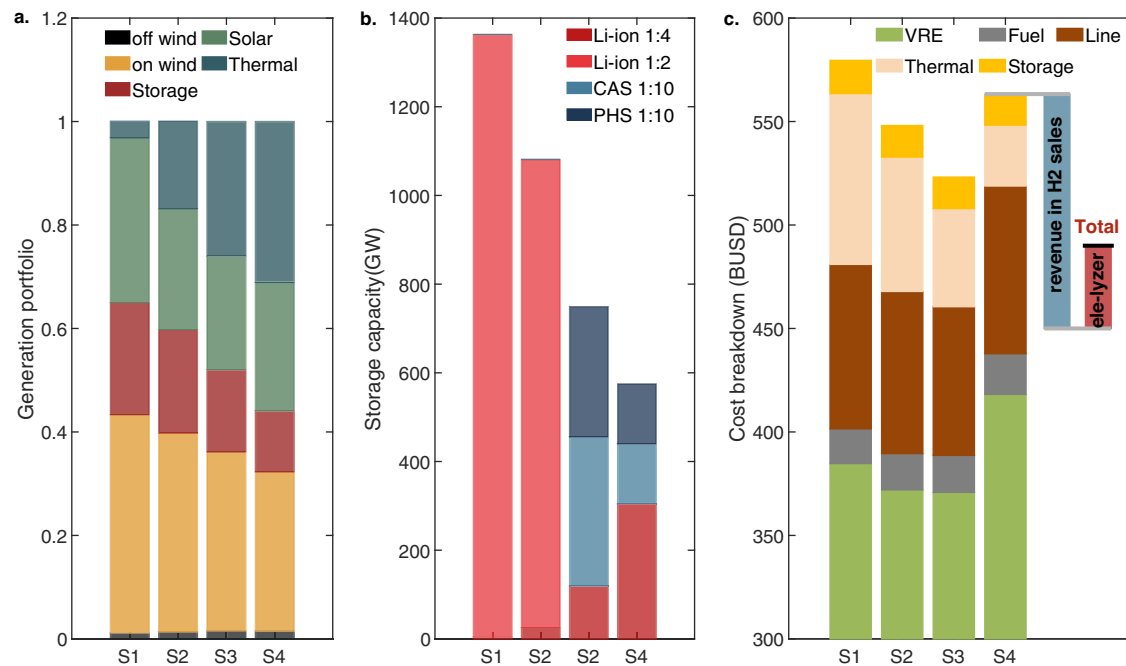 a.
1.2
off wind
Solar
on wind
Thermal
Storage
1
0.8
0.6
0.4
0.2
0
Generation portfolio
S1
S2
S3
S4
b.
1400
Li-ion 1:4
Li-ion 1:2
CAS 1:10
PHS 1:10
1200
1000
800
600
400
200
0
Storage capacity(GW)
S1
S2
S2
S4
c.
600
VRE
Fuel
Line
Thermal
Storage
550
500
450
400
350
300
Cost breakdown (BUSD)
revenue in H2 sales
Total
ele-lyzer
S1
S2
S3
S4